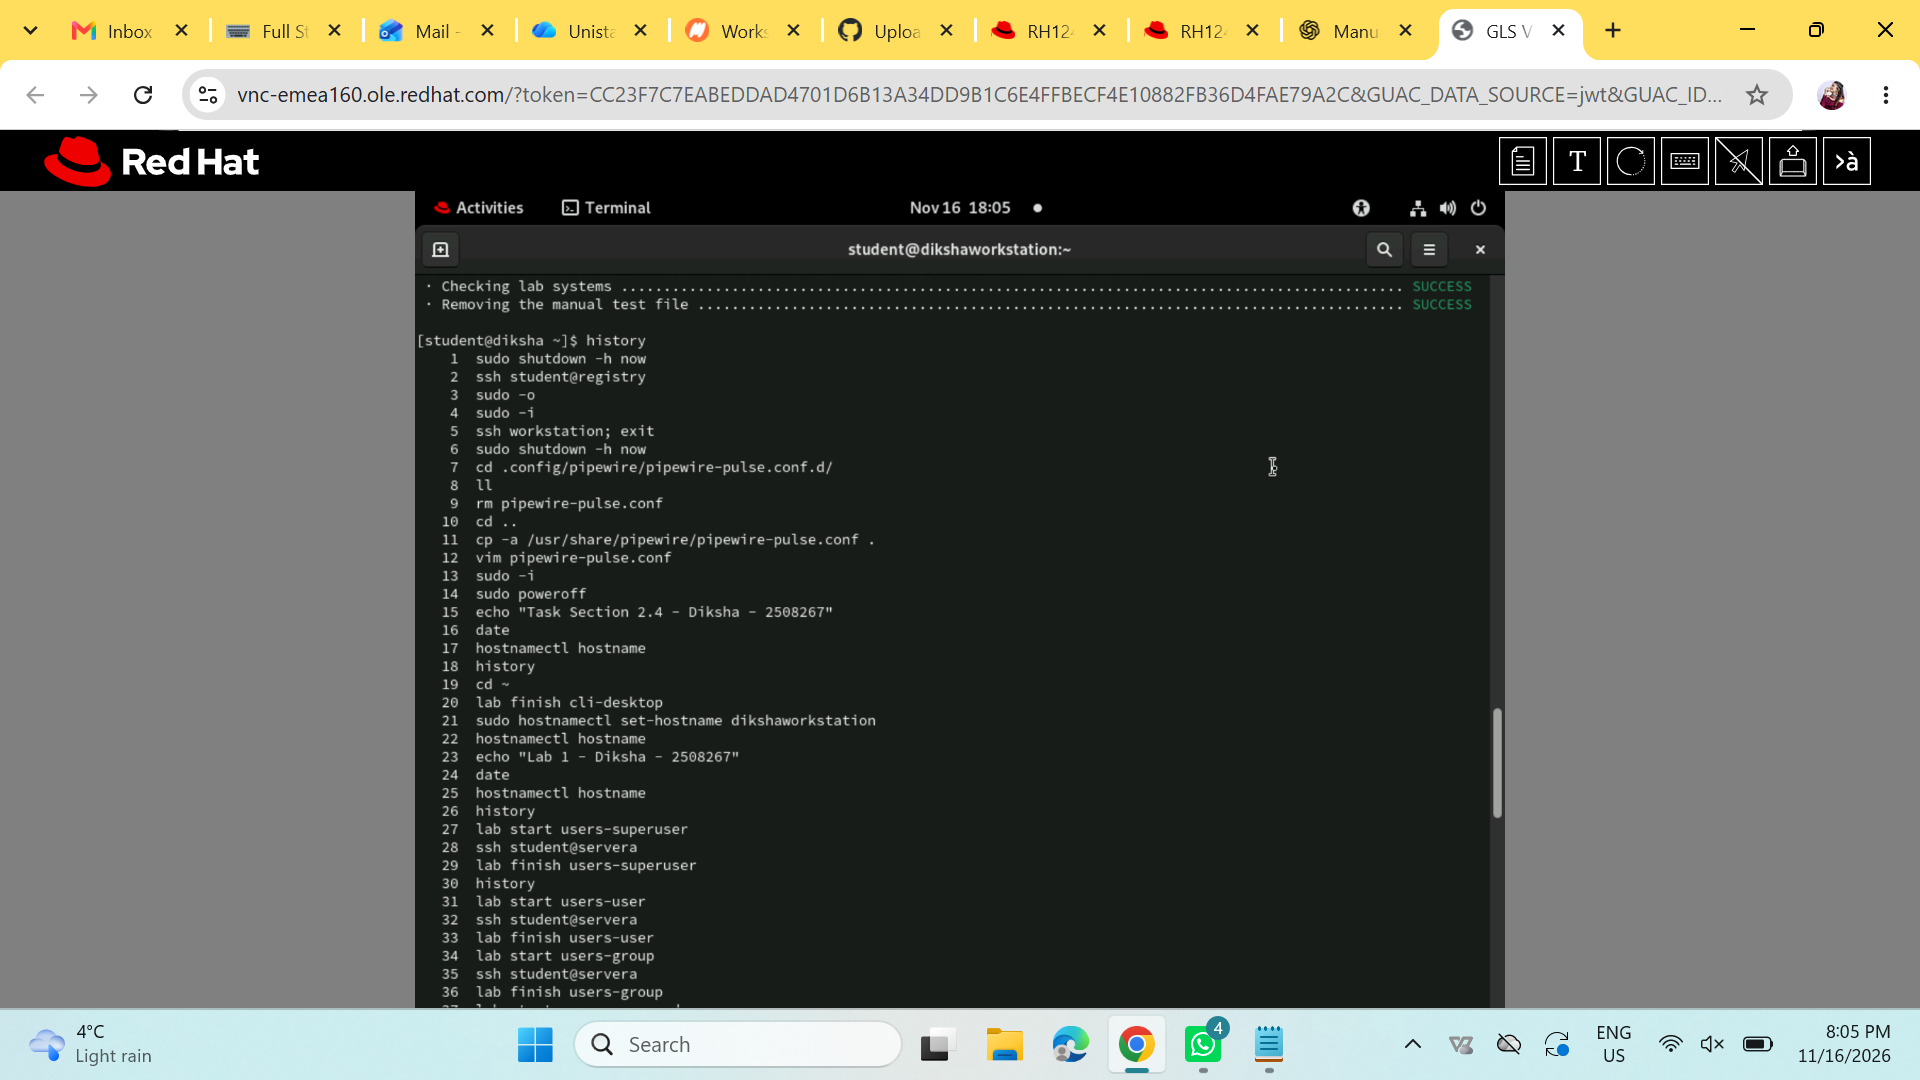 Inbox
Full S
Mail -
Unista
Works
Uploa
RH12
RH12
Manu
GLS V
vnc-emea160.ole.redhat.com/?token=CC23F7C7EABEDDAD4701D6B13A34DD9B1C6E4FFBECF4E10882FB36D4FAE79A2C&GUAC_DATA_SOURCE=jwt&GUAC_ID...
Red Hat
T
>à
Activities
Terminal
Nov 16 18:05
student@dikshaworkstation:~
· Checking lab systems ............................................................................................ SUCCESS
· Removing the manual test file ................................................................................... SUCCESS
[student@diksha ~]$ history
1 sudo shutdown -h now
2 ssh student@registry
3 sudo -o
4 sudo -i
5 ssh workstation; exit
6 sudo shutdown -h now
7 cd .config/pipewire/pipewire-pulse.conf.d/
8 ll
9 rm pipewire-pulse.conf
10 cd ..
11 cp -a /usr/share/pipewire/pipewire-pulse.conf .
12 vim pipewire-pulse.conf
13 sudo -i
14 sudo poweroff
15 echo "Task Section 2.4 - Diksha - 2508267"
16 date
17 hostnamectl hostname
18 history
19 cd ~
20 lab finish cli-desktop
21 sudo hostnamectl set-hostname dikshaworkstation
22 hostnamectl hostname
23 echo "Lab 1 - Diksha - 2508267"
24 date
25 hostnamectl hostname
26 history
27 lab start users-superuser
28 ssh student@servera
29 lab finish users-superuser
30 history
31 lab start users-user
32 ssh student@servera
33 lab finish users-user
34 lab start users-group
35 ssh student@servera
36 lab finish users-group
4°C
Light rain
Search
4
ENG
US
8:05 PM
11/16/2026